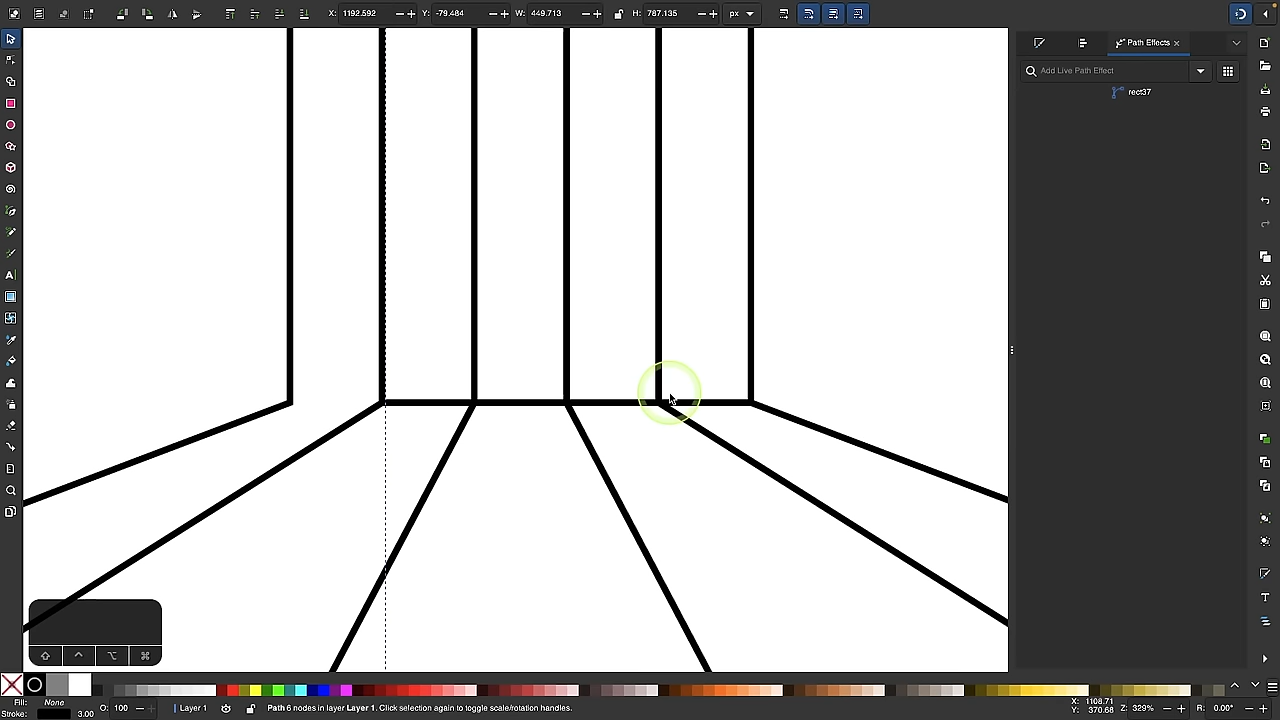 X: 1192.592 Y: -79.484 W: 449.713 H: 787.135 px
Path Effects
Add Live Path Effect
rect37
Fill: None
Stroke: 3.00
O: 100
Layer 1
Path 6 nodes in layer Layer 1. Click selection again to toggle scale/rotation handles.
X: 1108.71
Y: 370.68
Z: 329%
R: 0.00°